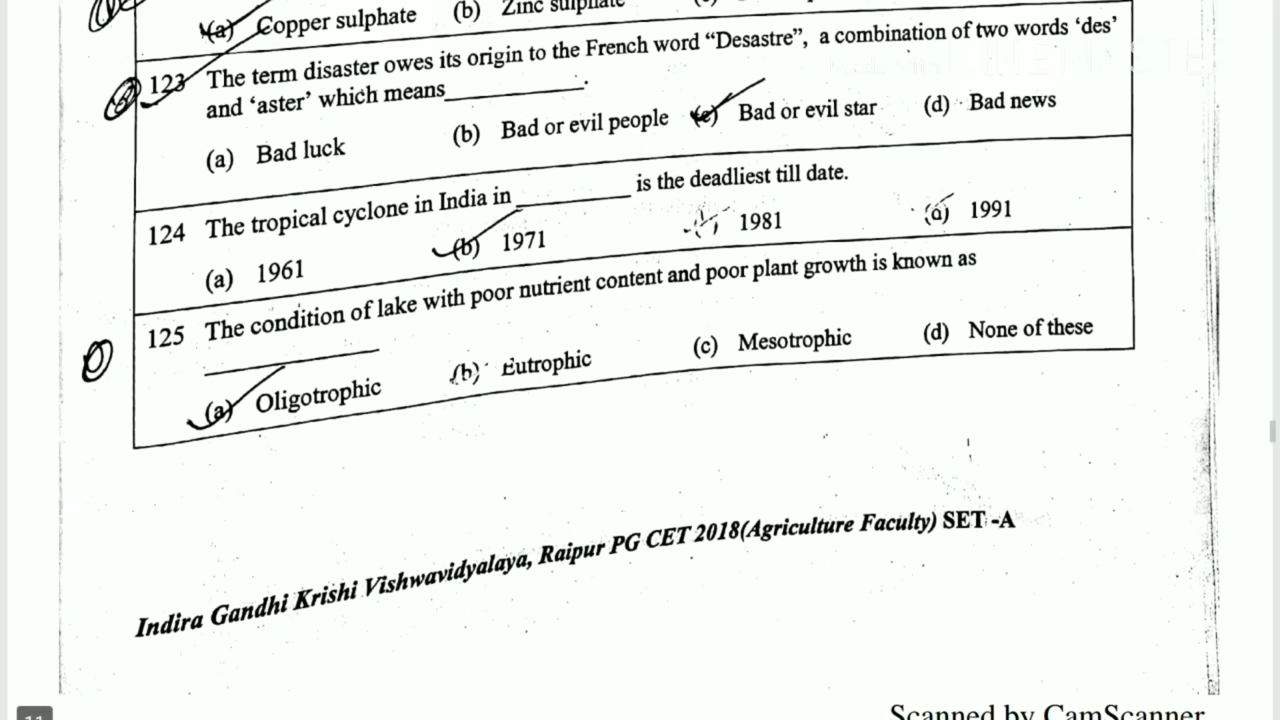 (a) Copper sulphate (b) Zinc sulphate
123 The term disaster owes its origin to the French word “Desastre”, a combination of two words ‘des’
and ‘aster’ which means__________.
(a) Bad luck (b) Bad or evil people (c) Bad or evil star (d) Bad news
124 The tropical cyclone in India in __________ is the deadliest till date.
(a) 1961 (b) 1971 1981 (d) 1991
125 The condition of lake with poor nutrient content and poor plant growth is known as
__________
(a) Oligotrophic (b) Eutrophic (c) Mesotrophic (d) None of these
Indira Gandhi Krishi Vishwavidyalaya, Raipur PG CET 2018(Agriculture Faculty) SET -A
11
Scanned by CamScanner